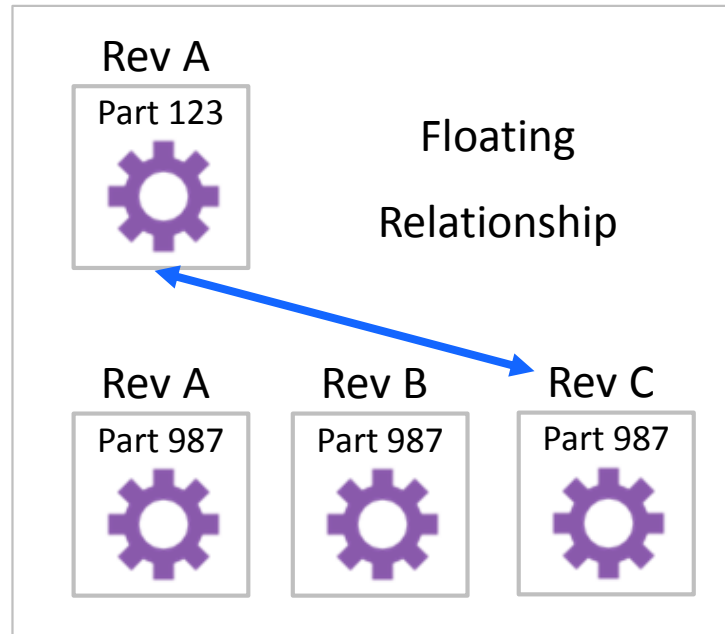 Rev A
Part 123
Floating
Relationship
Rev A
Part 987
Rev B
Part 987
Rev C
Part 987